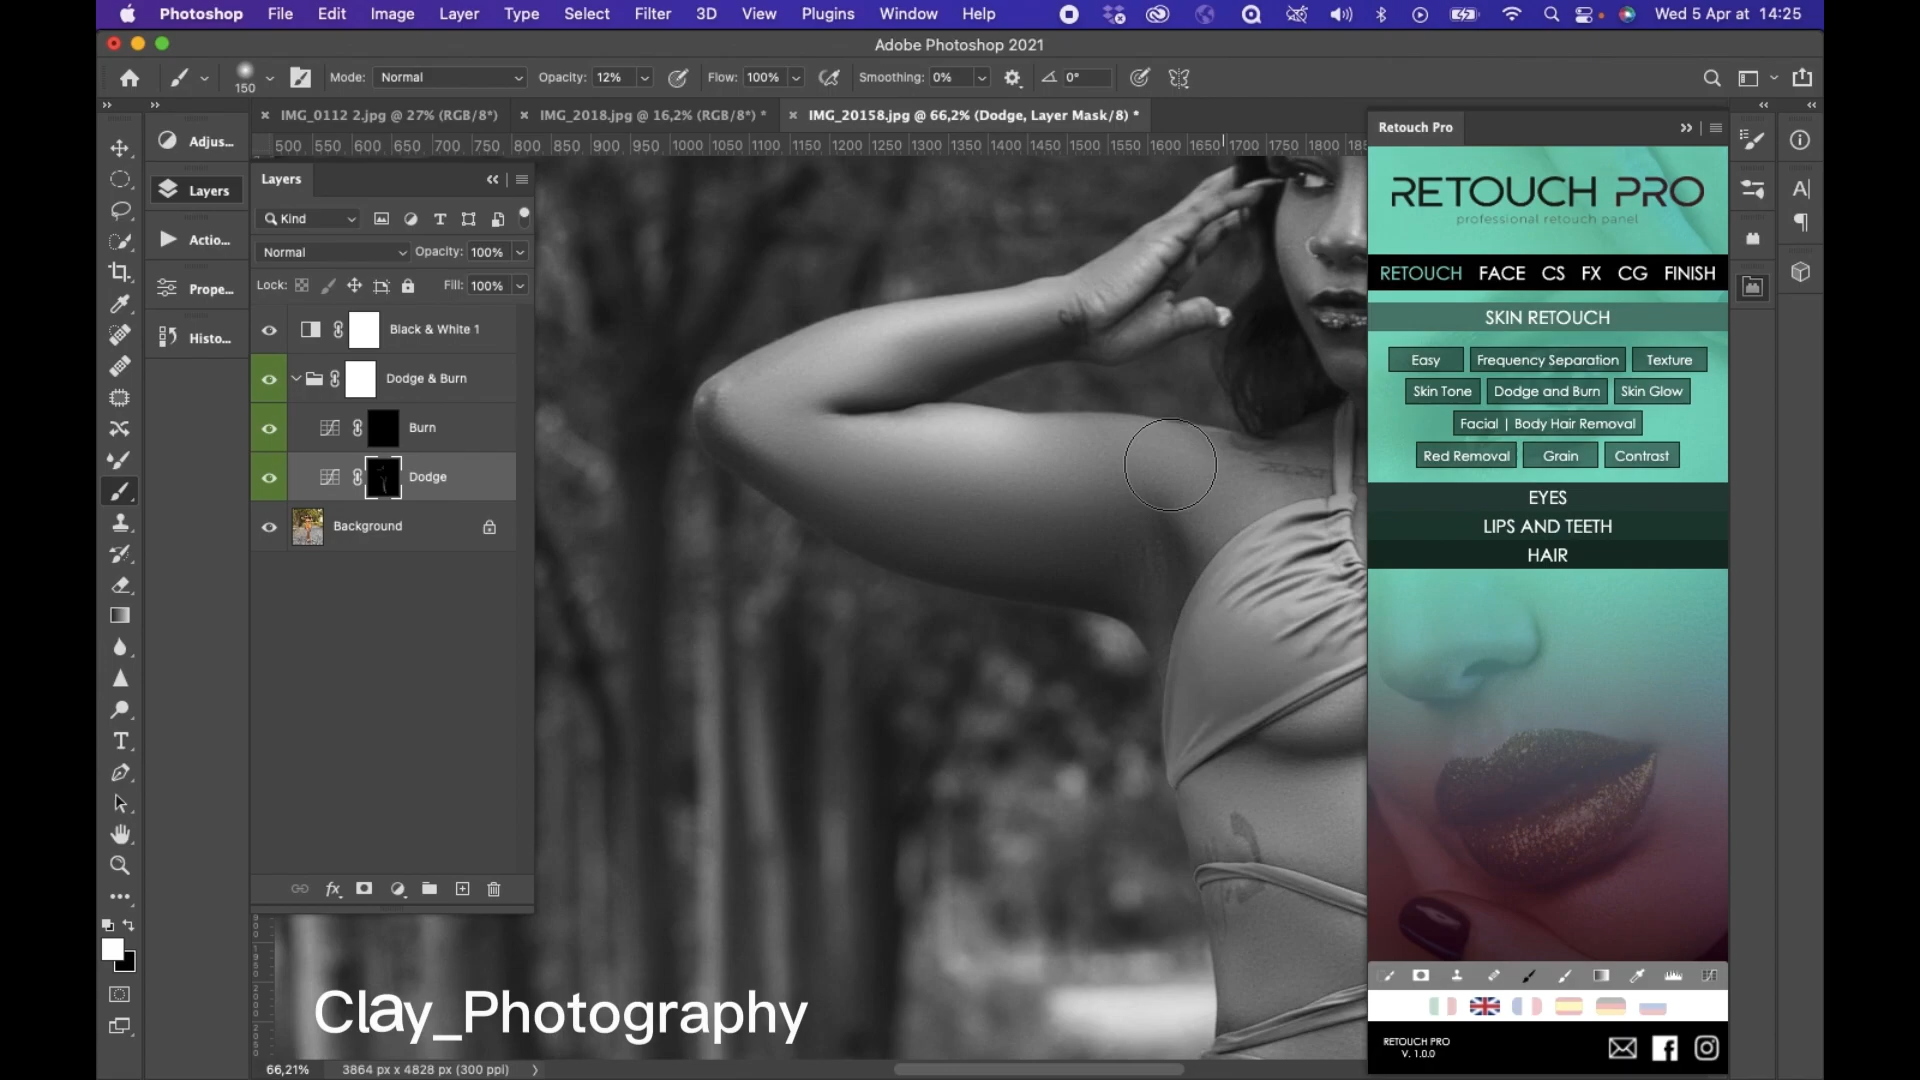 Photoshop File Edit Image Layer Type Select Filter 3D View Plugins Window Help Wed 5 Apr at 14:25
Adobe Photoshop 2021
150 Mode: Normal Opacity: 12% Flow: 100% Smoothing: 0% 0°
IMG_0112 2.jpg @ 27% (RGB/8*) IMG_2018.jpg @ 16,2% (RGB/8*) * IMG_20158.jpg @ 66,2% (Dodge, Layer Mask/8) *
500 550 600 650 700 750 800 850 900 950 1000 1050 1100 1150 1200 1250 1300 1350 1400 1450 1500 1550 1600 1650 1700 1750 1800
Adjus...
Layers
Actio...
Prope...
Histo...
Layers
Kind
Normal Opacity: 100%
Lock: Fill: 100%
Black & White 1
Dodge & Burn
Burn
Dodge
Background
fx
Retouch Pro
RETOUCH PRO
professional retouch panel
RETOUCH FACE CS FX CG FINISH
SKIN RETOUCH
Easy Frequency Separation Texture
Skin Tone Dodge and Burn Skin Glow
Facial | Body Hair Removal
Red Removal Grain Contrast
EYES
LIPS AND TEETH
HAIR
RETOUCH PRO
V. 1.0.0
Clay_Photography
66,21% 3864 px x 4828 px (300 ppi)